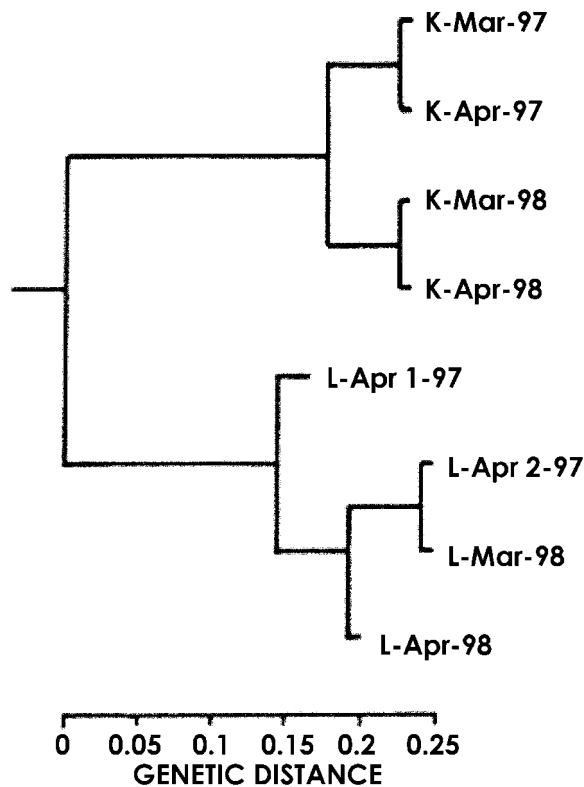 K-Mar-97
K-Apr-97
K-Mar-98
K-Apr-98
L-Apr 1-97
L-Apr 2-97
L-Mar-98
L-Apr-98
0 0.05 0.1 0.15 0.2 0.25
GENETIC DISTANCE